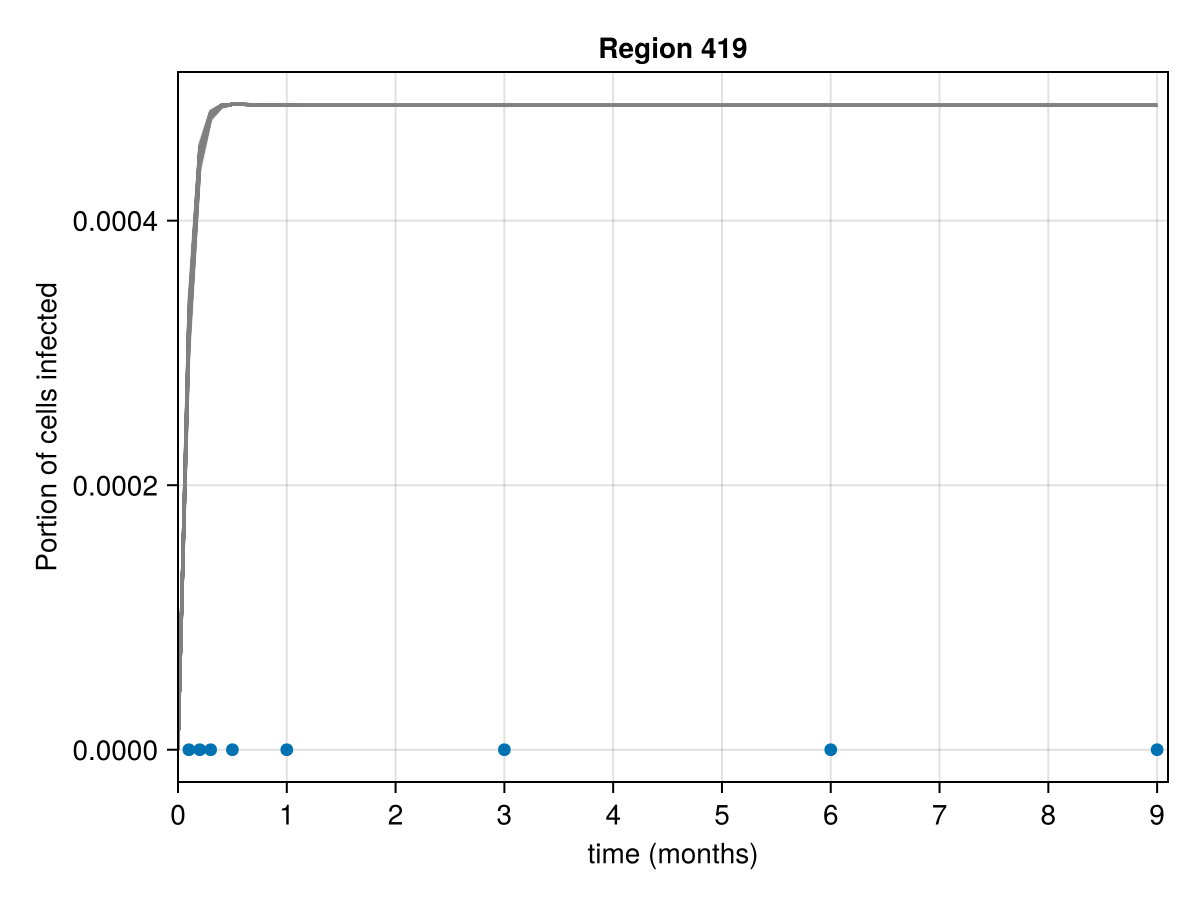 Region 419
Portion of cells infected
0.0004
0.0002
0.0000
0 1 2 3 4 5 6 7 8 9
time (months)